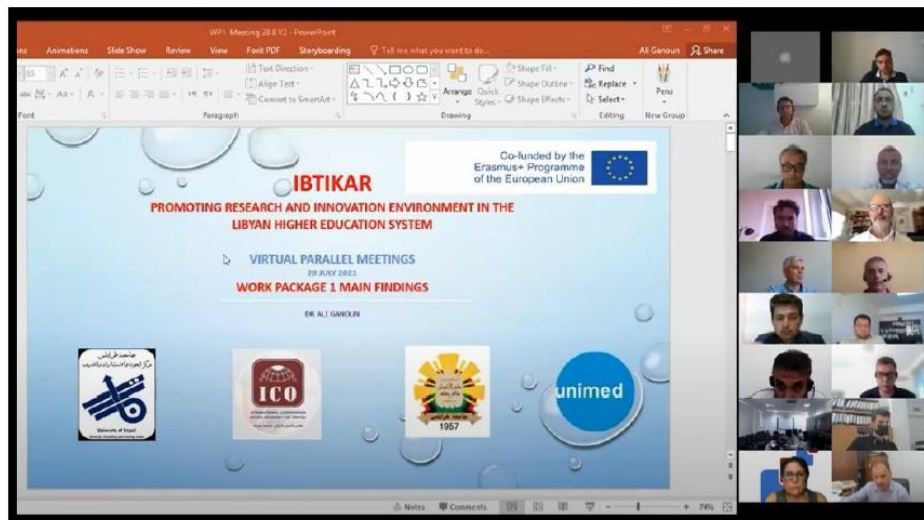 WP1 Meeting 28 8 V2 - PowerPoint
Animations Slide Show Review View Foxit PDF Storyboarding Tell me what you want to do... Ali Ganoun Share
Text Direction
Align Text
Convert to SmartArt
Arrange Quick Styles
Shape Fill
Shape Outline
Shape Effects
Find
Replace
Select
Pens
Font Paragraph Drawing Editing New Group
Co-funded by the
Erasmus+ Programme
of the European Union
IBTIKAR
PROMOTING RESEARCH AND INNOVATION ENVIRONMENT IN THE
LIBYAN HIGHER EDUCATION SYSTEM
VIRTUAL PARALLEL MEETINGS
28 JULY 2021
WORK PACKAGE 1 MAIN FINDINGS
DR ALI GANOUN
جامعة طرابلس
University of Tripoli
ICO
1957
unimed
Notes Comments 74%